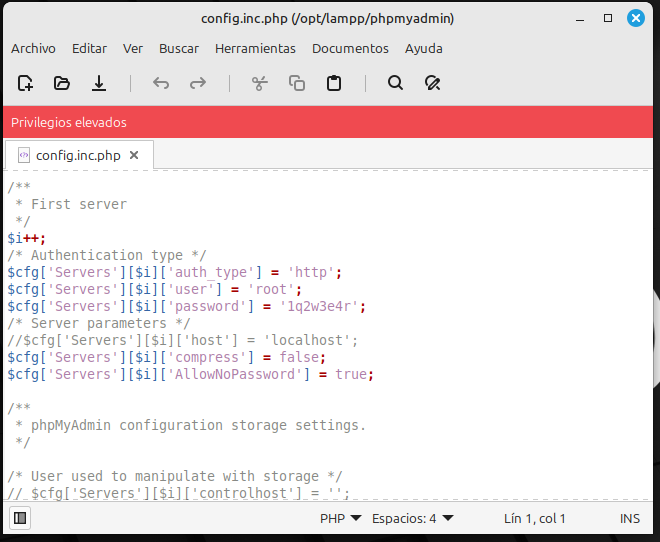 config.inc.php (/opt/lampp/phpmyadmin)
Archivo Editar Ver Buscar Herramientas Documentos Ayuda
Privilegios elevados
config.inc.php
/**
 * First server
 */
$i++;
/* Authentication type */
$cfg['Servers'][$i]['auth_type'] = 'http';
$cfg['Servers'][$i]['user'] = 'root';
$cfg['Servers'][$i]['password'] = '1q2w3e4r';
/* Server parameters */
//$cfg['Servers'][$i]['host'] = 'localhost';
$cfg['Servers'][$i]['compress'] = false;
$cfg['Servers'][$i]['AllowNoPassword'] = true;
/**
 * phpMyAdmin configuration storage settings.
 */
/* User used to manipulate with storage */
// $cfg['Servers'][$i]['controlhost'] = '';
PHP Espacios: 4 Lín 1, col 1 INS